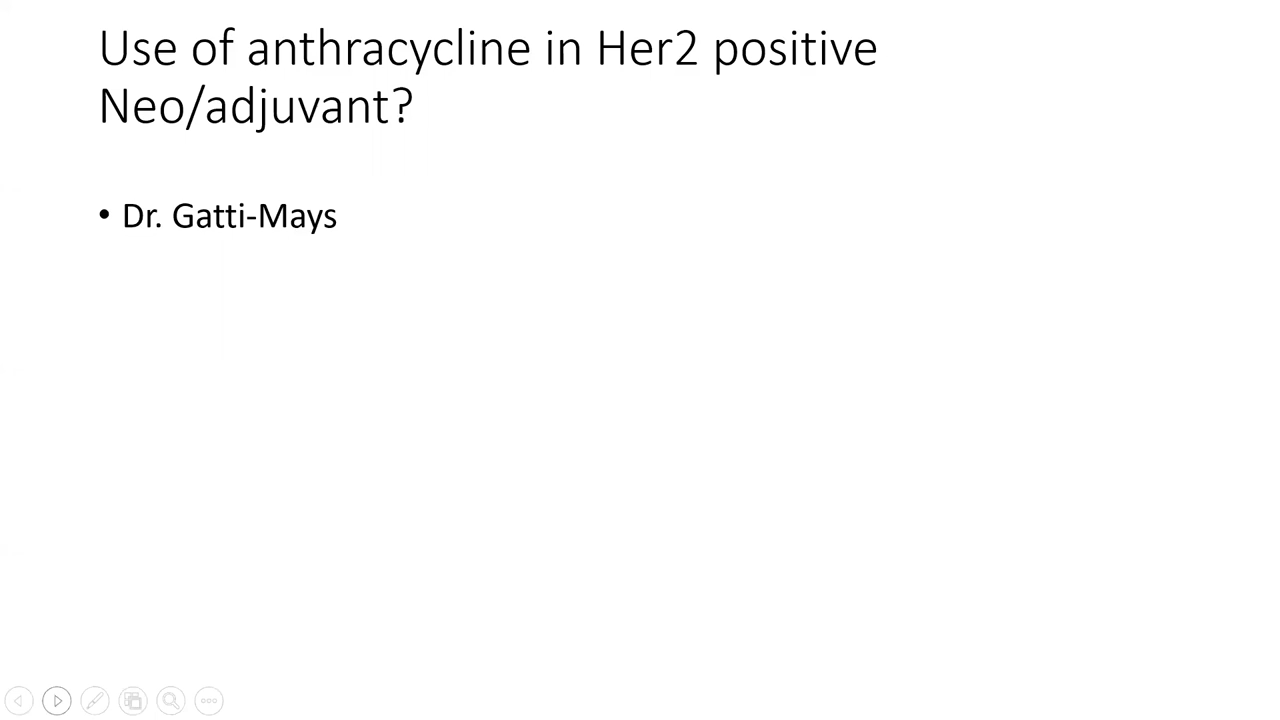 Use of anthracycline in Her2 positive
Neo/adjuvant?
• Dr. Gatti-Mays